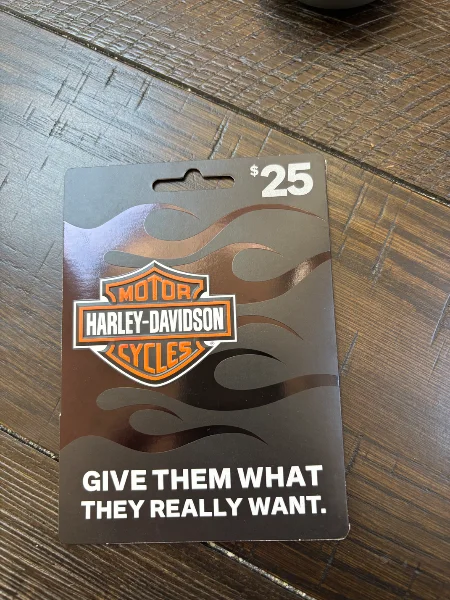 $25
MOTOR
HARLEY-DAVIDSON
CYCLES
GIVE THEM WHAT
THEY REALLY WANT.